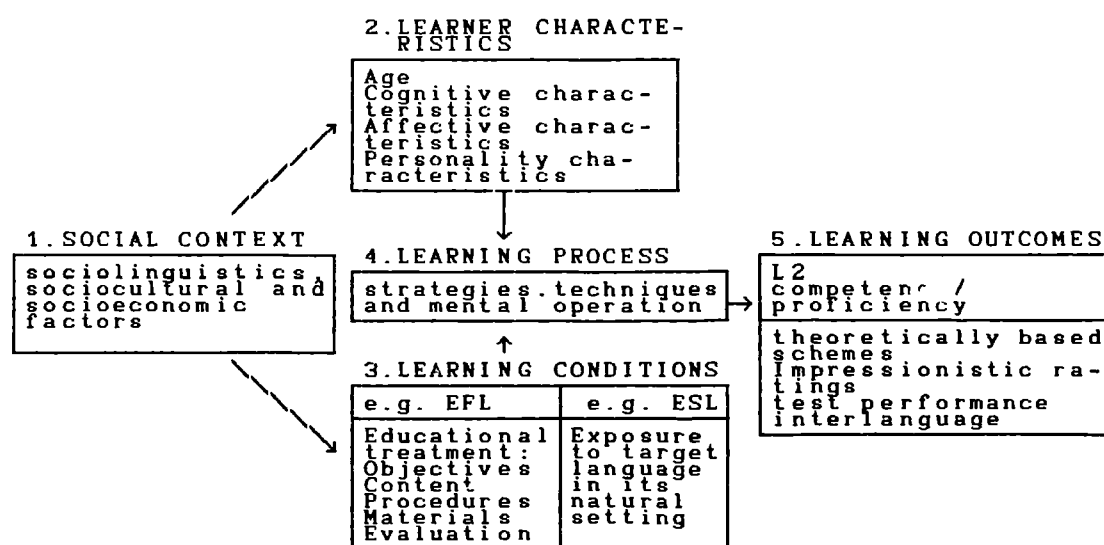 2.LEARNER CHARACTE-
RISTICS
Age
Cognitive charac-
teristics
Affective charac-
teristics
Personality cha-
racteristics
1.SOCIAL CONTEXT
sociolinguistics,
sociocultural and
socioeconomic
factors
4.LEARNING PROCESS
strategies.techniques
and mental operation
3.LEARNING CONDITIONS
e.g. EFL
Educational
treatment:
Objectives
Content
Procedures
Materials
Evaluation
e.g. ESL
Exposure
to target
language
in its
natural
setting
5.LEARNING OUTCOMES
L2
/
proficiency
theoretically based
schemes
Impressionistic ra-
tings
test performance
interlanguage